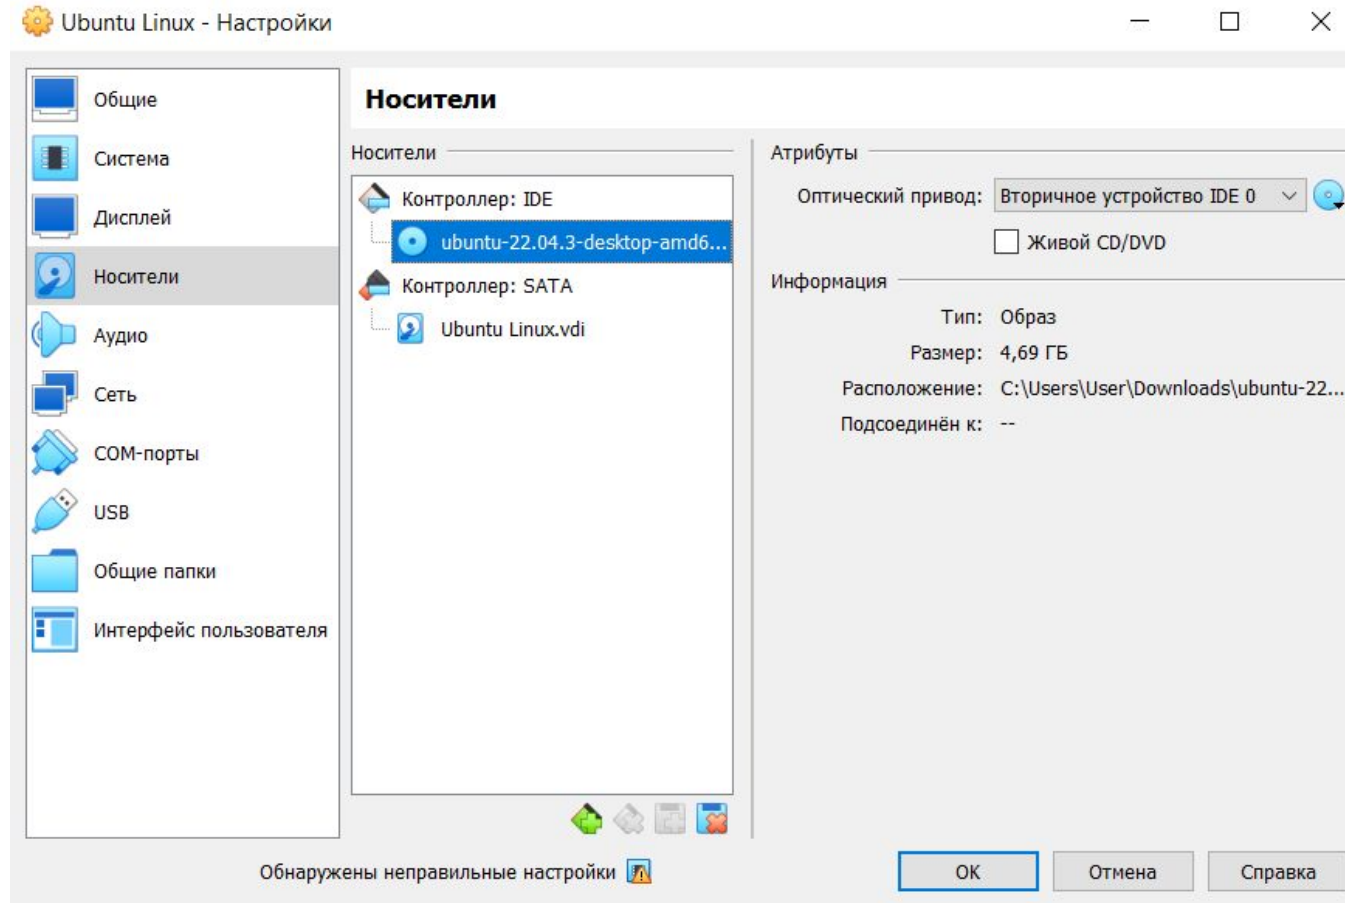 Ubuntu Linux - Настройки
Общие
Система
Дисплей
Носители
Аудио
Сеть
COM-порты
USB
Общие папки
Интерфейс пользователя
Носители
Носители
Контроллер: IDE
ubuntu-22.04.3-desktop-amd6...
Контроллер: SATA
Ubuntu Linux.vdi
Атрибуты
Оптический привод: Вторичное устройство IDE 0
Живой CD/DVD
Информация
Тип: Образ
Размер: 4,69 ГБ
Расположение: C:\Users\User\Downloads\ubuntu-22...
Подсоединён к: --
Обнаружены неправильные настройки
OK
Отмена
Справка